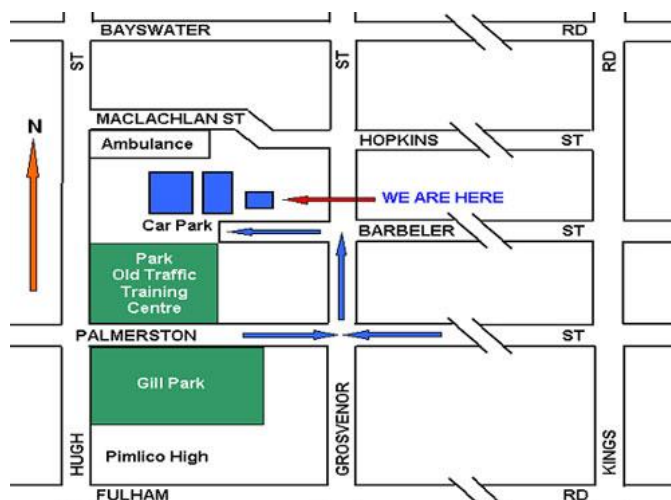 BAYSWATER RD
ST
ST
RD
N
MACLACHLAN ST
HOPKINS ST
Ambulance
WE ARE HERE
Car Park
BARBELER ST
Park
Old Traffic
Training
Centre
PALMERSTON ST
Gill Park
HUGH
GROSVENOR
KINGS
Pimlico High
FULHAM RD